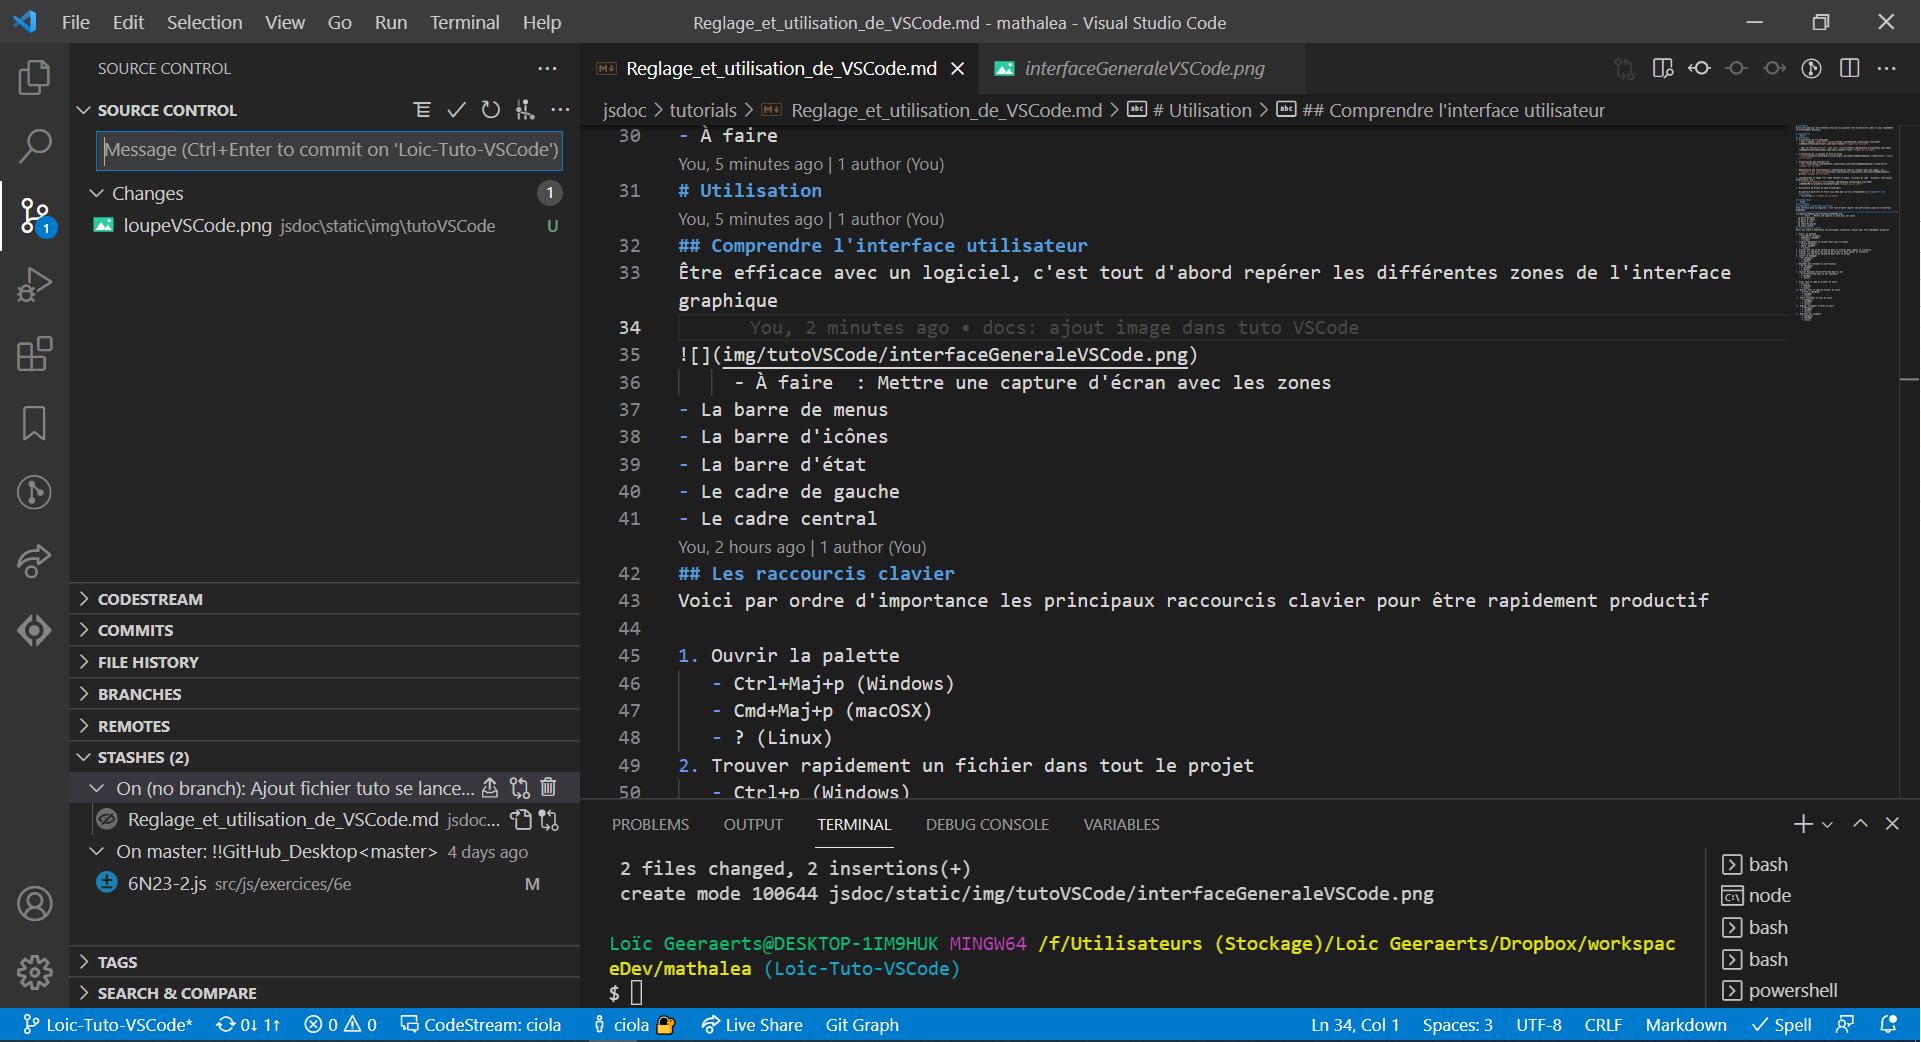 File Edit Selection View Go Run Terminal Help
Reglage_et_utilisation_de_VSCode.md - mathalea - Visual Studio Code
SOURCE CONTROL
SOURCE CONTROL
Message (Ctrl+Enter to commit on 'Loic-Tuto-VSCode')
Changes 1
loupeVSCode.png jsdoc\static\img\tutoVSCode U
1
CODESTREAM
COMMITS
FILE HISTORY
BRANCHES
REMOTES
STASHES (2)
On (no branch): Ajout fichier tuto se lance...
Reglage_et_utilisation_de_VSCode.md jsdoc...
On master: !!GitHub_Desktop<master> 4 days ago
6N23-2.js src/js/exercices/6e M
TAGS
SEARCH & COMPARE
Reglage_et_utilisation_de_VSCode.md interfaceGeneraleVSCode.png
jsdoc > tutorials > Reglage_et_utilisation_de_VSCode.md > # Utilisation > ## Comprendre l'interface utilisateur
30 - À faire
You, 5 minutes ago | 1 author (You)
31 # Utilisation
You, 5 minutes ago | 1 author (You)
32 ## Comprendre l'interface utilisateur
33 Être efficace avec un logiciel, c'est tout d'abord repérer les différentes zones de l'interface
graphique
34 You, 2 minutes ago • docs: ajout image dans tuto VSCode
35 ![](img/tutoVSCode/interfaceGeneraleVSCode.png)
36 - À faire  : Mettre une capture d'écran avec les zones
37 - La barre de menus
38 - La barre d'icônes
39 - La barre d'état
40 - Le cadre de gauche
41 - Le cadre central
You, 2 hours ago | 1 author (You)
42 ## Les raccourcis clavier
43 Voici par ordre d'importance les principaux raccourcis clavier pour être rapidement productif
44
45 1. Ouvrir la palette
46 - Ctrl+Maj+p (Windows)
47 - Cmd+Maj+p (macOSX)
48 - ? (Linux)
49 2. Trouver rapidement un fichier dans tout le projet
50 - Ctrl+p (Windows)
PROBLEMS OUTPUT TERMINAL DEBUG CONSOLE VARIABLES
2 files changed, 2 insertions(+)
create mode 100644 jsdoc/static/img/tutoVSCode/interfaceGeneraleVSCode.png
Loïc Geeraerts@DESKTOP-1IM9HUK MINGW64 /f/Utilisateurs (Stockage)/Loic Geeraerts/Dropbox/workspac
eDev/mathalea (Loic-Tuto-VSCode)
$
bash
node
bash
bash
powershell
Loic-Tuto-VSCode* 0↓ 1↑ 0 0 CodeStream: ciola ciola Live Share Git Graph
Ln 34, Col 1 Spaces: 3 UTF-8 CRLF Markdown Spell